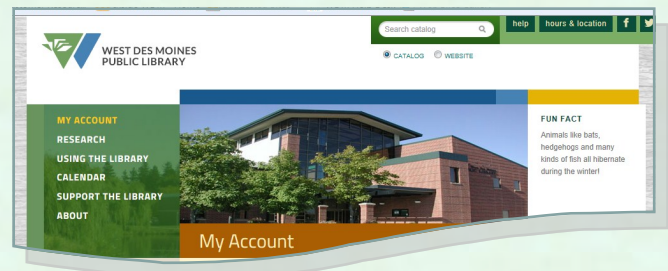 Search catalog
help
hours & location
f
WEST DES MOINES
PUBLIC LIBRARY
CATALOG
WEBSITE
MY ACCOUNT
RESEARCH
USING THE LIBRARY
CALENDAR
SUPPORT THE LIBRARY
ABOUT
My Account
FUN FACT
Animals like bats,
hedgehogs and many
kinds of fish all hibernate
during the winter!